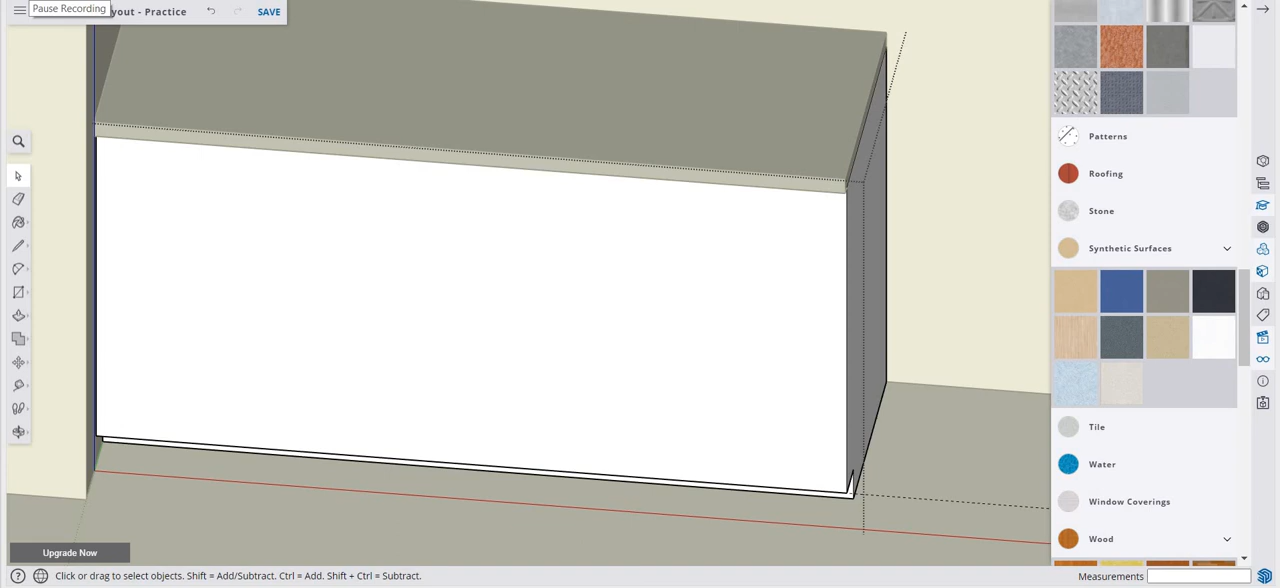 Pause Recording
yout - Practice
SAVE
Patterns
Roofing
Stone
Synthetic Surfaces
Tile
Water
Window Coverings
Wood
Upgrade Now
Click or drag to select objects. Shift = Add/Subtract. Ctrl = Add. Shift + Ctrl = Subtract.
Measurements